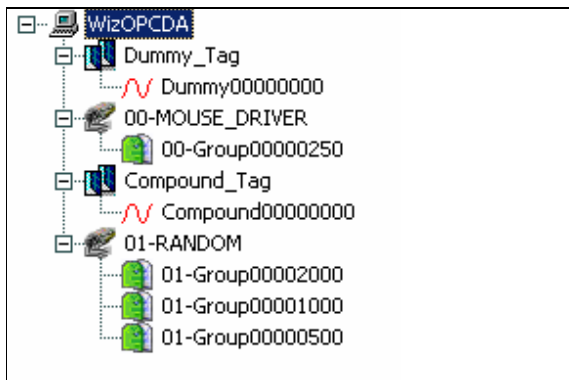 WizOPCDA
Dummy_Tag
Dummy00000000
00-MOUSE_DRIVER
00-Group00000250
Compound_Tag
Compound00000000
01-RANDOM
01-Group00002000
01-Group00001000
01-Group00000500